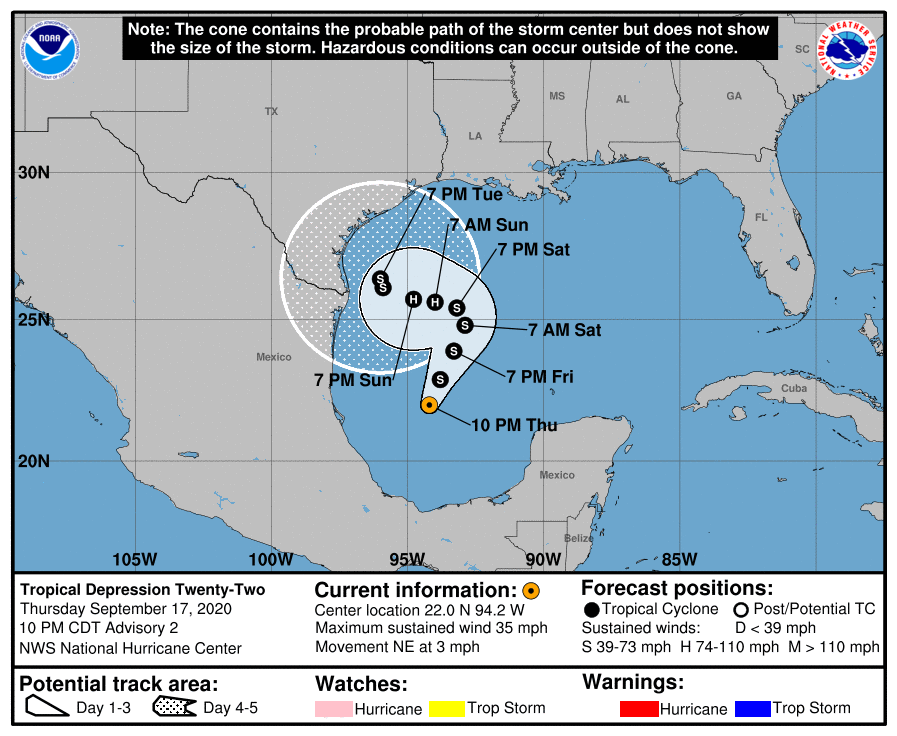 Note: The cone contains the probable path of the storm center but does not show
the size of the storm. Hazardous conditions can occur outside of the cone.
NOAA
NATIONAL WEATHER SERVICE
SC
TX
MS
AL
GA
LA
30N
7 PM Tue
FL
7 AM Sun
7 PM Sat
S
S
H
H
S
25N
S
7 AM Sat
Mexico
S
7 PM Sun
S
7 PM Fri
Cuba
10 PM Thu
20N
Mexico
Belize
105W
100W
95W
90W
85W
Tropical Depression Twenty-Two
Thursday September 17, 2020
10 PM CDT Advisory 2
NWS National Hurricane Center
Current information:
Center location 22.0 N 94.2 W
Maximum sustained wind 35 mph
Movement NE at 3 mph
Forecast positions:
Tropical Cyclone Post/Potential TC
Sustained winds: D < 39 mph
S 39-73 mph H 74-110 mph M > 110 mph
Potential track area:
Day 1-3 Day 4-5
Watches:
Hurricane Trop Storm
Warnings:
Hurricane Trop Storm